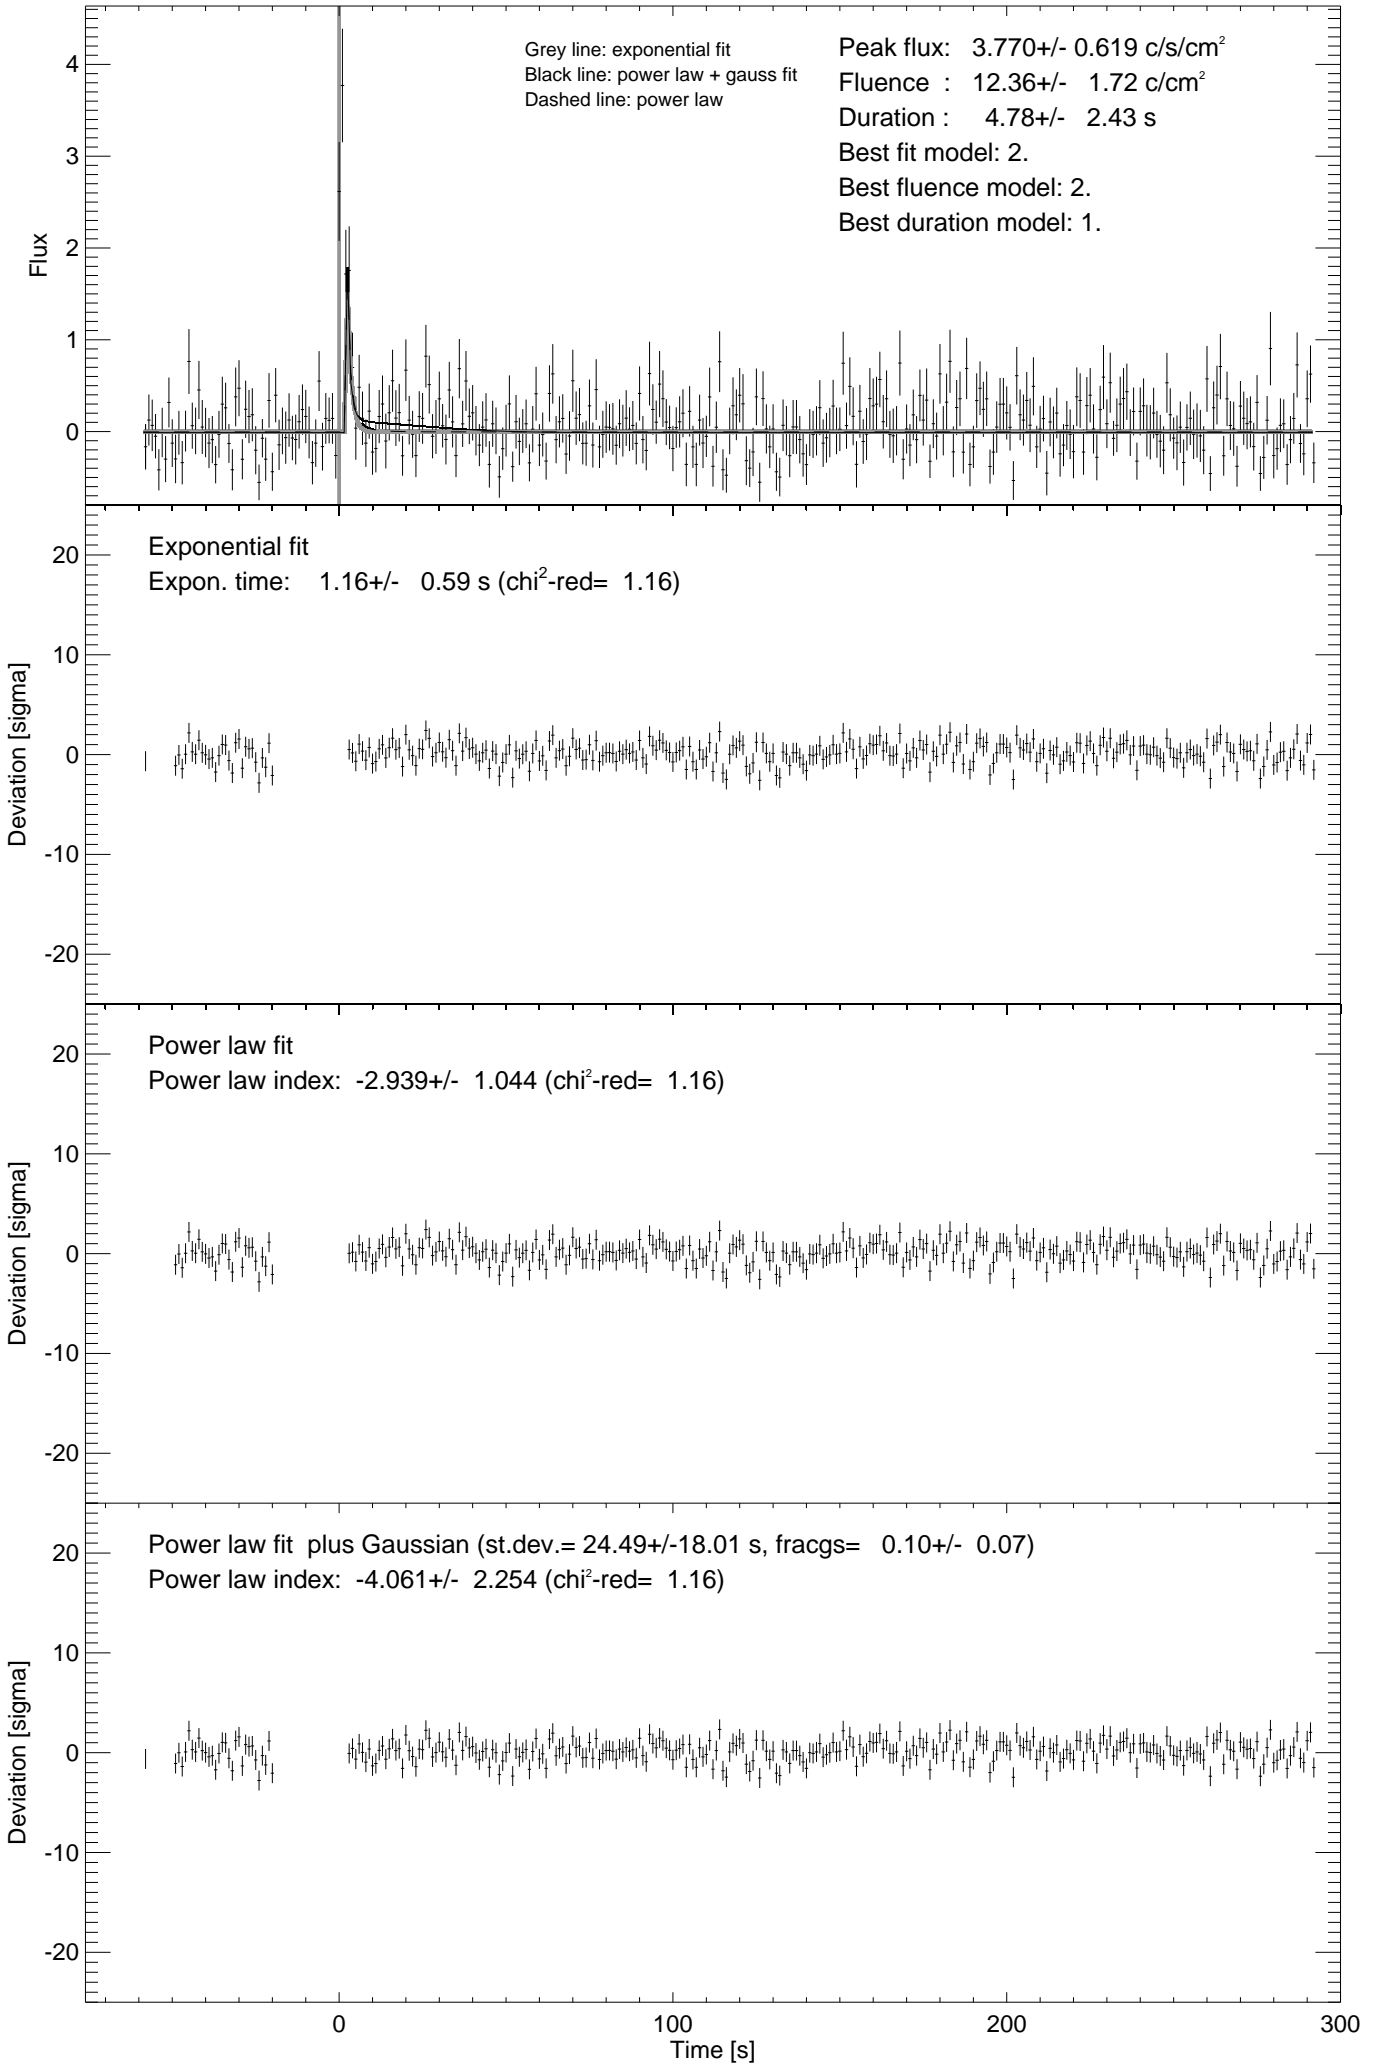 Grey line: exponential fit
Black line: power law + gauss fit
Dashed line: power law
Peak flux: 3.770+/- 0.619 c/s/cm²
Fluence : 12.36+/- 1.72 c/cm²
Duration : 4.78+/- 2.43 s
Best fit model: 2.
Best fluence model: 2.
Best duration model: 1.
Flux
4
3
2
1
0
Exponential fit
Expon. time: 1.16+/- 0.59 s (chi²-red= 1.16)
Deviation [sigma]
20
10
0
-10
-20
Power law fit
Power law index: -2.939+/- 1.044 (chi²-red= 1.16)
Deviation [sigma]
20
10
0
-10
-20
Power law fit plus Gaussian (st.dev.= 24.49+/-18.01 s, fracgs= 0.10+/- 0.07)
Power law index: -4.061+/- 2.254 (chi²-red= 1.16)
Deviation [sigma]
20
10
0
-10
-20
0 100 200 300
Time [s]